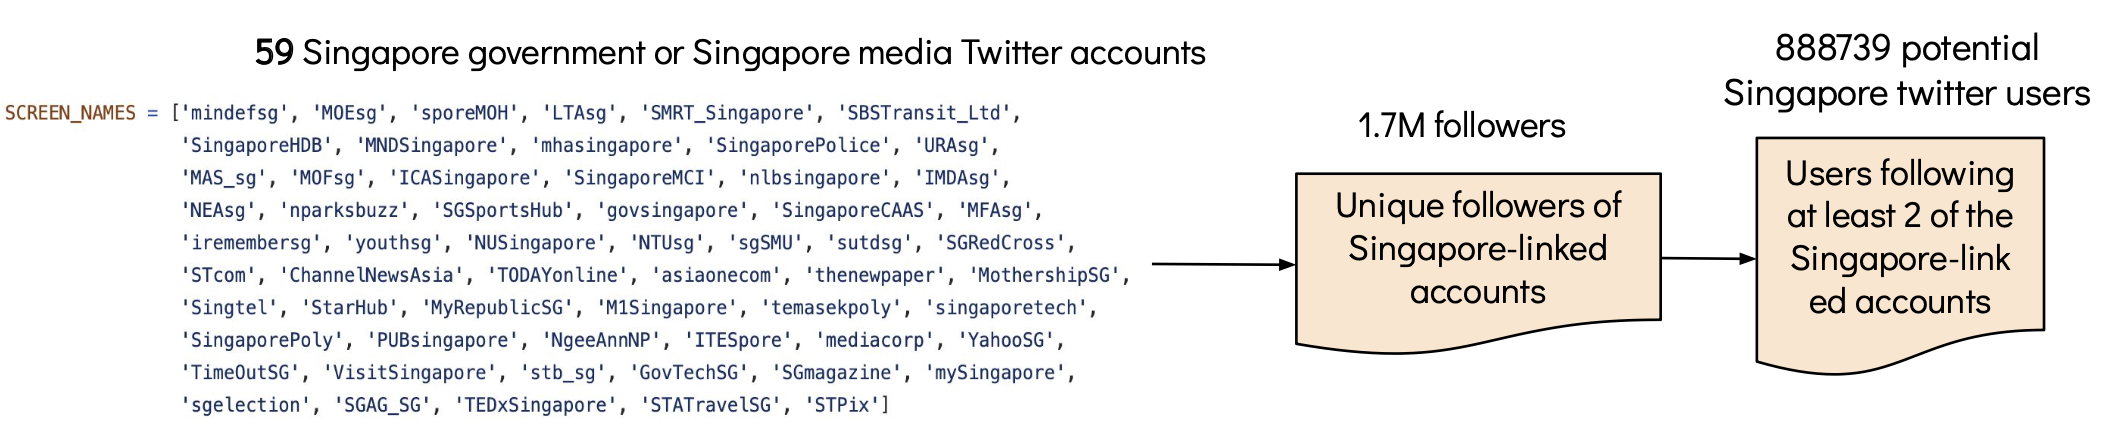 59 Singapore government or Singapore media Twitter accounts
SCREEN_NAMES = ['mindefsg', 'MOEsg', 'sporeMOH', 'LTAsg', 'SMRT_Singapore', 'SBSTransit_Ltd',
'SingaporeHDB', 'MNDSingapore', 'mhasingapore', 'SingaporePolice', 'URAsg',
'MAS_sg', 'MOFsg', 'ICASingapore', 'SingaporeMCI', 'nlbsingapore', 'IMDAsg',
'NEAsg', 'nparksbuzz', 'SGSportsHub', 'govsingapore', 'SingaporeCAAS', 'MFAsg',
'iremembersg', 'youthsg', 'NUSingapore', 'NTUsg', 'sgSMU', 'sutdsg', 'SGRedCross',
'STcom', 'ChannelNewsAsia', 'TODAYonline', 'asiaonecom', 'thenewpaper', 'MothershipSG',
'Singtel', 'StarHub', 'MyRepublicSG', 'M1Singapore', 'temasekpoly', 'singaporetech',
'SingaporePoly', 'PUBsingapore', 'NgeeAnnNP', 'ITESpore', 'mediacorp', 'YahooSG',
'TimeOutSG', 'VisitSingapore', 'stb_sg', 'GovTechSG', 'SGmagazine', 'mySingapore',
'sgelection', 'SGAG_SG', 'TEDxSingapore', 'STATravelSG', 'STPix']
1.7M followers
Unique followers of
Singapore-linked
accounts
888739 potential
Singapore twitter users
Users following
at least 2 of the
Singapore-link
ed accounts